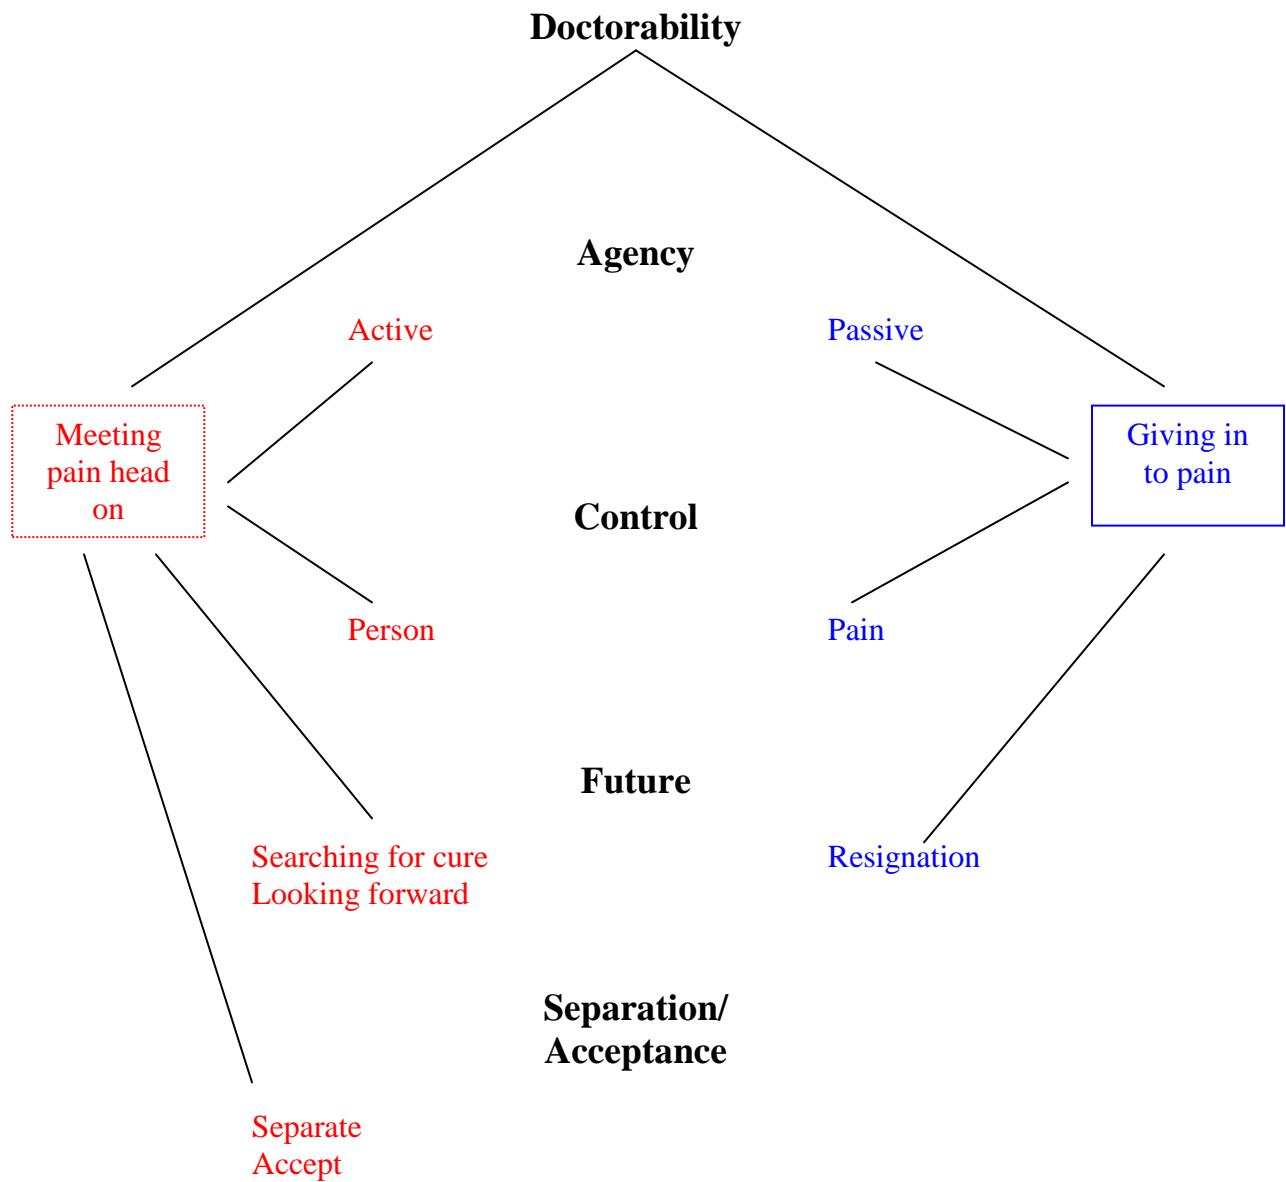 Doctorability
Agency
Active
Passive
Meeting
pain head
on
Giving in
to pain
Control
Person
Pain
Future
Searching for cure
Looking forward
Resignation
Separation/
Acceptance
Separate
Accept